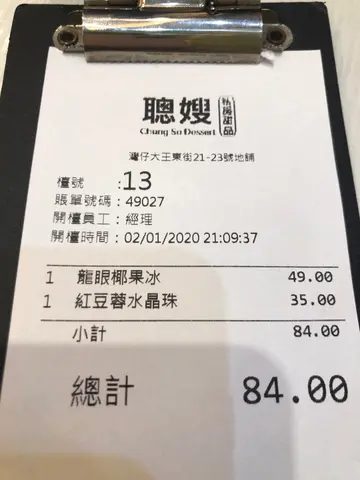 聰嫂
私房甜品
Chung So Dessert
灣仔大王東街21-23號地舖
檯號 :13
賬單號碼：49027
開檯員工：經理
開檯時間：02/01/2020 21:09:37
1 龍眼椰果冰 49.00
1 紅豆蓉水晶珠 35.00
小計 84.00
總計 84.00